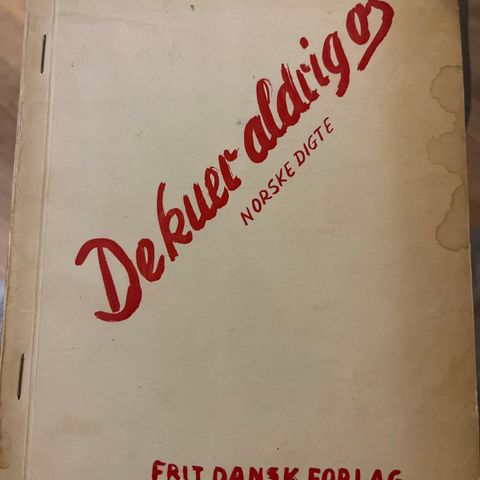 De kuer aldrig os
NORSKE DIGTE
FRIT DANSK FORLAG